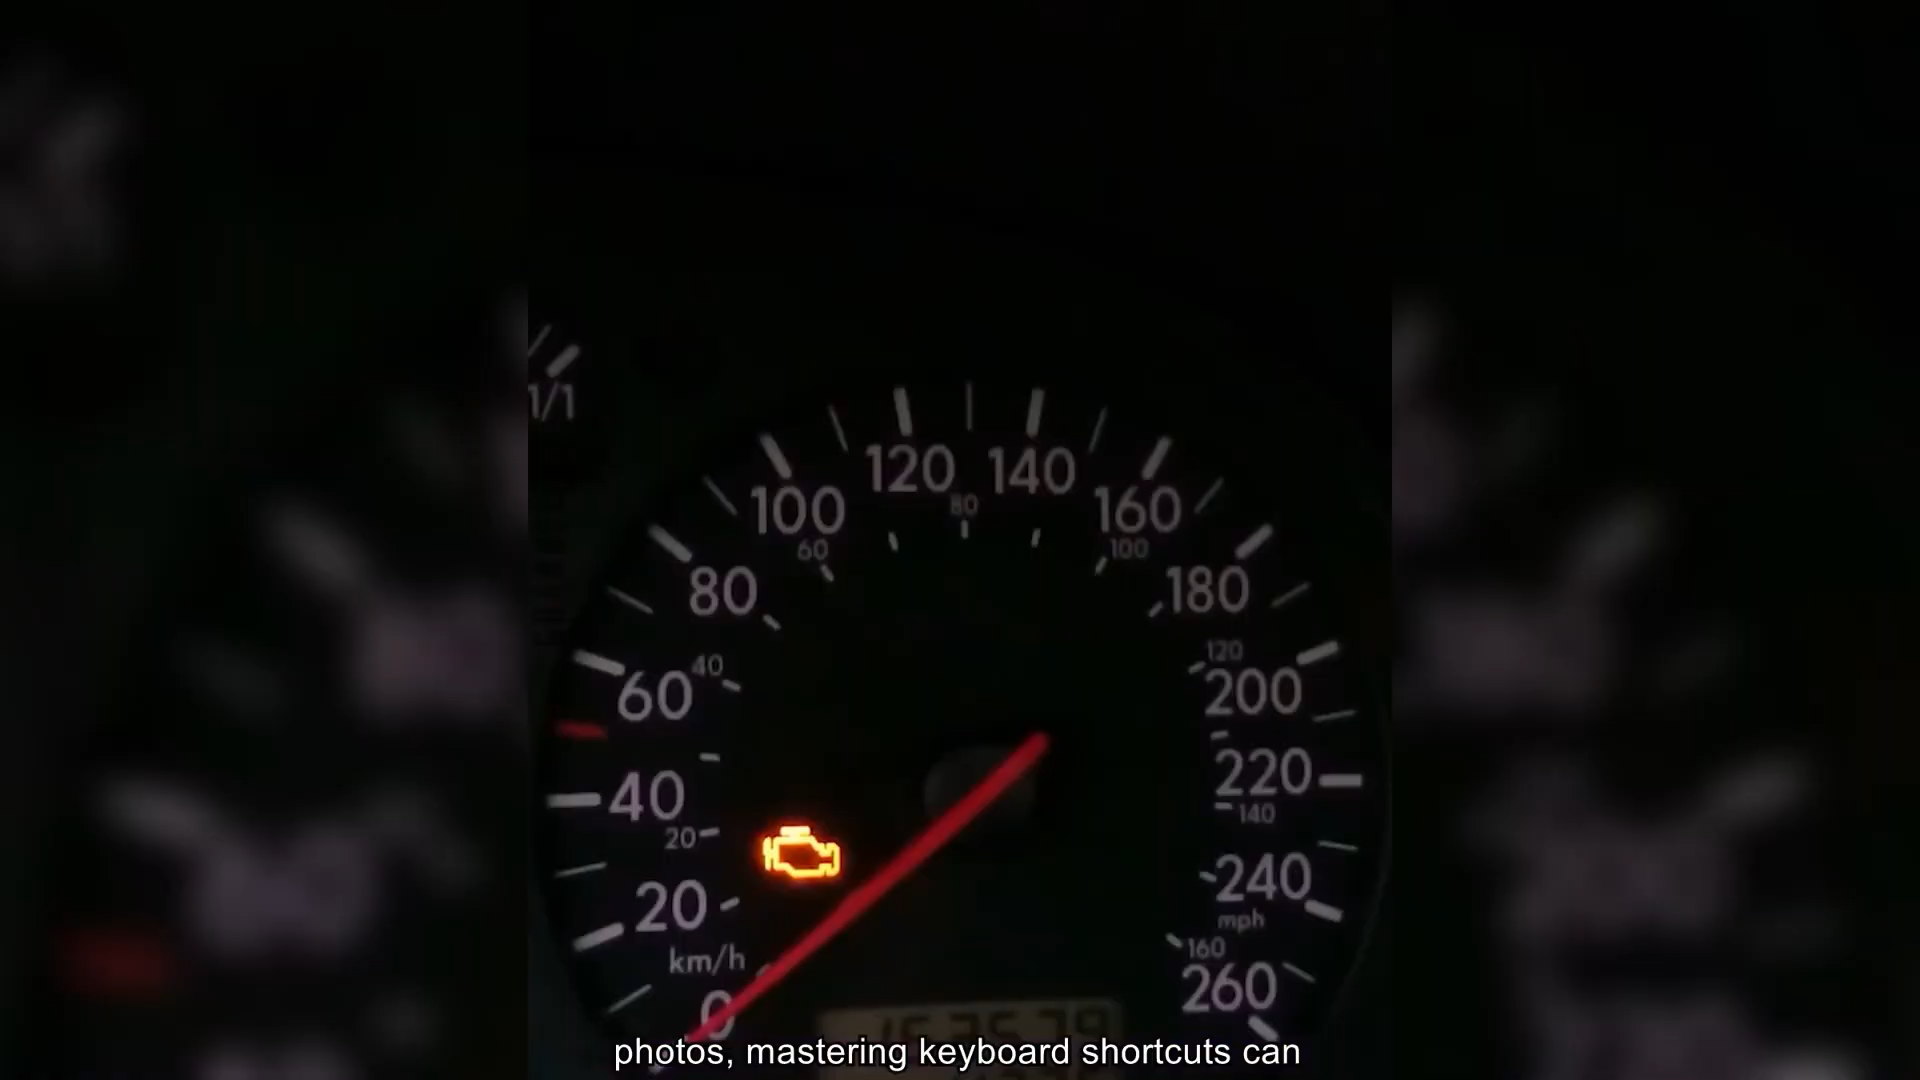 1/1
120 140
100 80 160
60 100
80 180
40 120
60 200
40 220
20 140
20 240
mph
km/h 160
0 260
photos, mastering keyboard shortcuts can